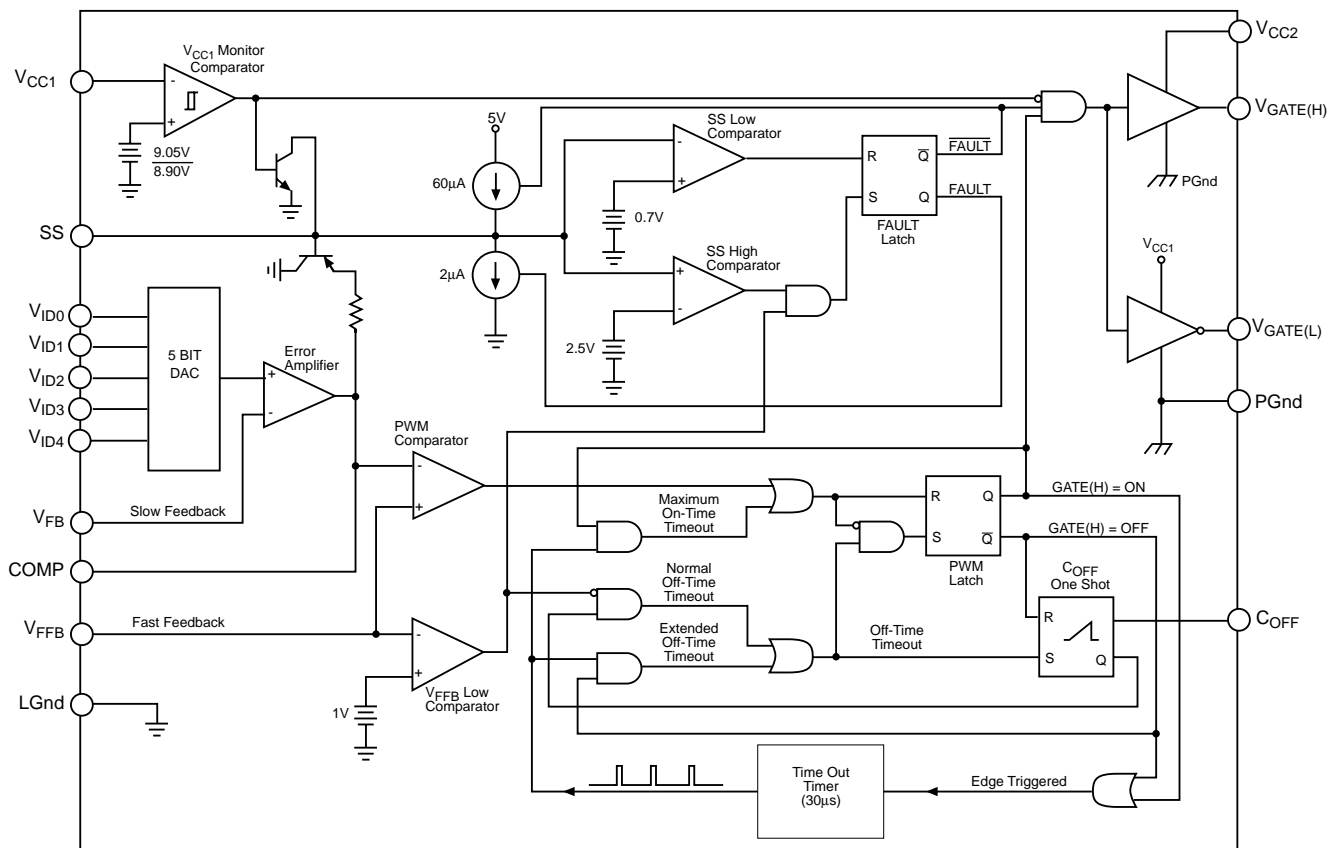 VCC1
VCC1 Monitor
Comparator
-
+
9.05V
8.90V
5V
60µA
2µA
SS Low
Comparator
-
+
0.7V
SS High
Comparator
+
-
2.5V
R
Q
S
Q
FAULT
FAULT
FAULT
Latch
VCC2
VGATE(H)
PGnd
VCC1
VGATE(L)
PGnd
SS
VID0
VID1
VID2
VID3
VID4
5 BIT
DAC
Error
Amplifier
+
-
VFB
Slow Feedback
COMP
VFFB
Fast Feedback
LGnd
PWM
Comparator
-
+
-
+
VFFB Low
Comparator
1V
Maximum
On-Time
Timeout
Normal
Off-Time
Timeout
Extended
Off-Time
Timeout
Off-Time
Timeout
R
Q
S
Q
PWM
Latch
GATE(H) = ON
GATE(H) = OFF
COFF
One Shot
R
S
Q
COFF
Time Out
Timer
(30µs)
Edge Triggered